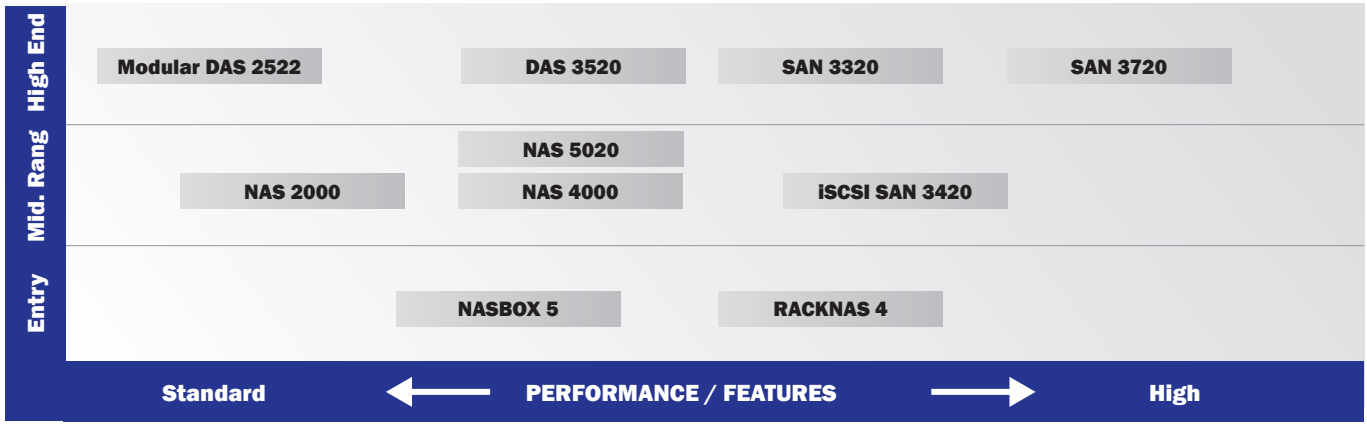 High End
Modular DAS 2522
DAS 3520
SAN 3320
SAN 3720
Mid. Rang
NAS 5020
NAS 2000
NAS 4000
iSCSI SAN 3420
Entry
NASBOX 5
RACKNAS 4
Standard
PERFORMANCE / FEATURES
High